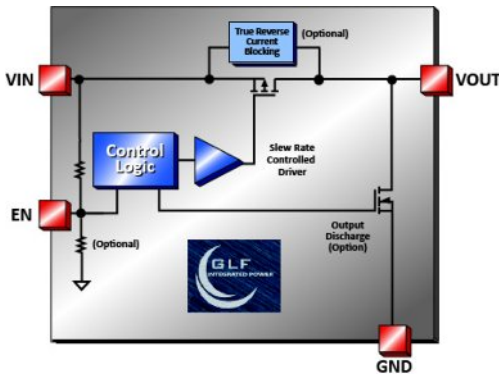 True Reverse
Current
Blocking
(Optional)
VIN
VOUT
Control
Logic
Slew Rate
Controlled
Driver
EN
(Optional)
Output
Discharge
(Option)
GLF
INTEGRATED POWER
GND